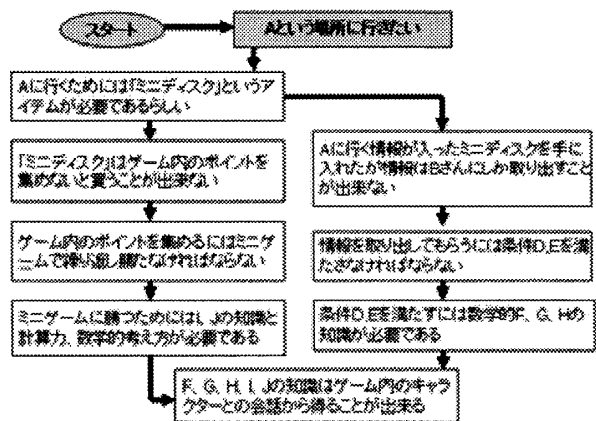 スタート
Aという場所に行きたい
Aに行くためには「ミニディスク」というア
イテムが必要であるらしい
「ミニディスク」はゲーム内のポイントを
集めないと買うことが出来ない
ゲーム内のポイントを集めるにはミニゲ
ームで繰り返し勝たなければならない
ミニゲームに勝つためにはI、Jの知識と
計算力、数学的考え方が必要である
Aに行く情報が入ったミニディスクを手に
入れたが情報はBさんにしか取り出すこと
が出来ない
情報を取り出してもらうには条件D,Eを満
たさなければならない
条件D,Eを満たすには数学的F、G、Hの
知識が必要である
F、G、H、I、Jの知識はゲーム内のキャラ
クターとの会話から得ることが出来る